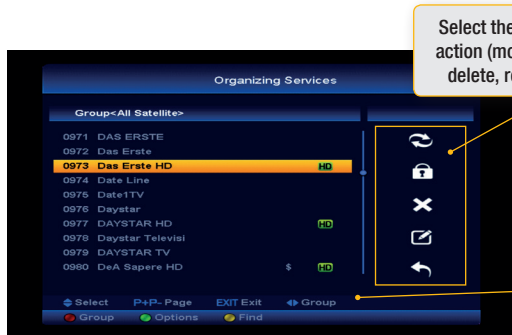 Select the
action (mo
delete, re
Organizing Services
Group<All Satellite>
0971 DAS ERSTE
0972 Das Erste
0973 Das Erste HD HD
0974 Date Line
0975 Date1TV
0976 Daystar
0977 DAYSTAR HD HD
0978 Daystar Televisi
0979 DAYSTAR TV
0980 DeA Sapere HD $ HD
Select P+P- Page EXIT Exit Group
Group Options Find